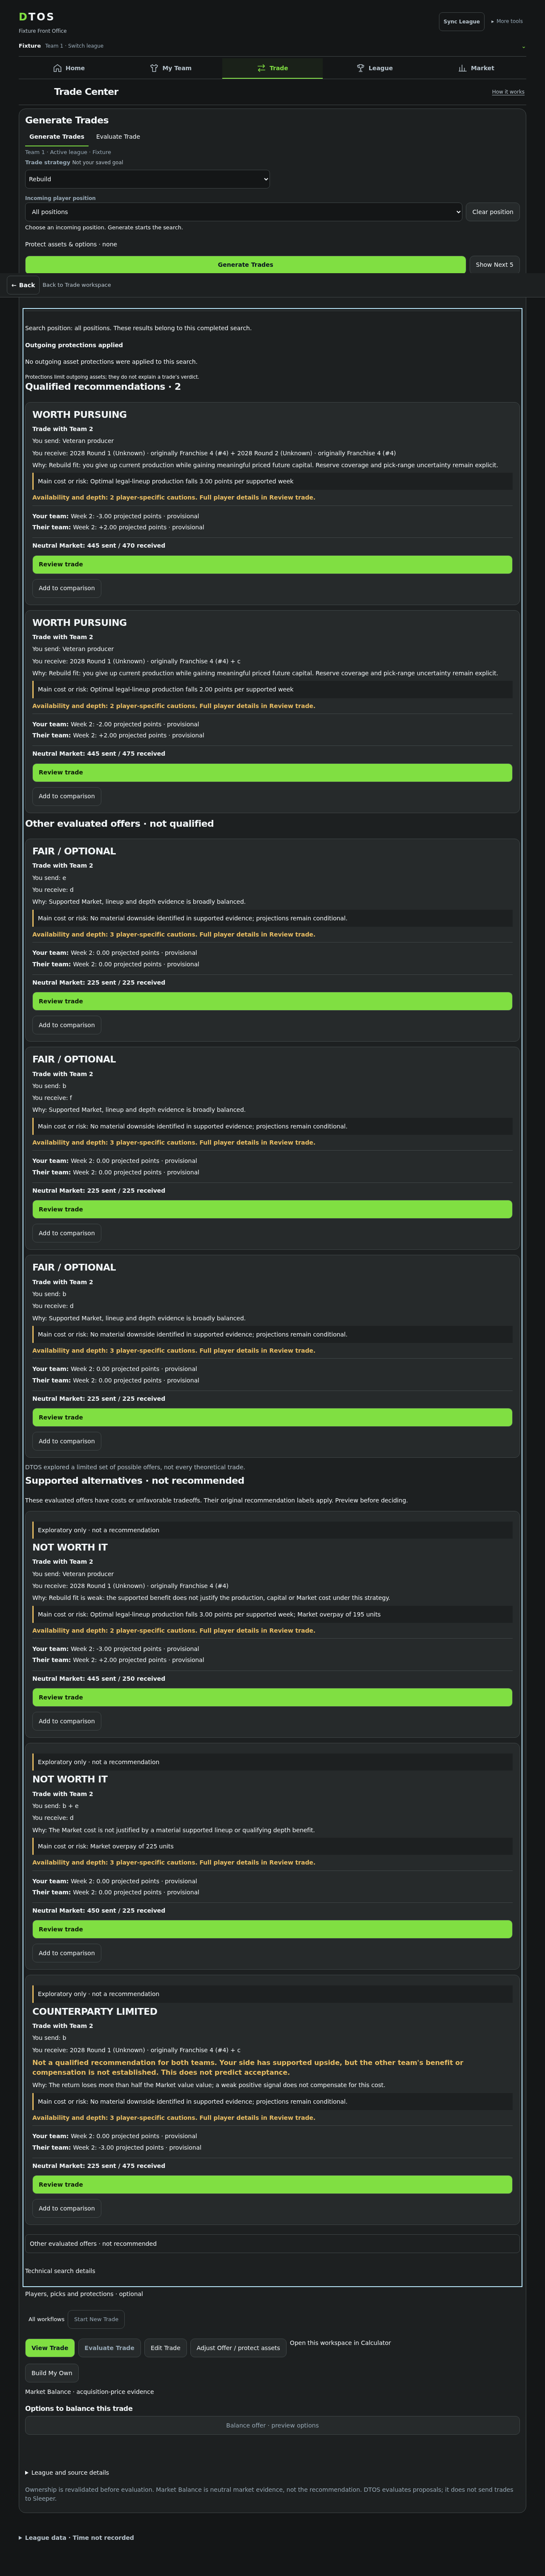 DTOS
Fixture Front Office
Sync League
▸ More tools
Fixture Team 1 · Switch league
Home
My Team
Trade
League
Market
Trade Center
How it works
Generate Trades
Generate Trades
Evaluate Trade
Team 1 · Active league · Fixture
Trade strategy Not your saved goal
Rebuild
Incoming player position
All positions
Clear position
Choose an incoming position. Generate starts the search.
Protect assets & options · none
Generate Trades
Show Next 5
← Back
Back to Trade workspace
Search position: all positions. These results belong to this completed search.
Outgoing protections applied
No outgoing asset protections were applied to this search.
Protections limit outgoing assets; they do not explain a trade's verdict.
Qualified recommendations · 2
WORTH PURSUING
Trade with Team 2
You send: Veteran producer
You receive: 2028 Round 1 (Unknown) · originally Franchise 4 (#4) + 2028 Round 2 (Unknown) · originally Franchise 4 (#4)
Why: Rebuild fit: you give up current production while gaining meaningful priced future capital. Reserve coverage and pick-range uncertainty remain explicit.
Main cost or risk: Optimal legal-lineup production falls 3.00 points per supported week
Availability and depth: 2 player-specific cautions. Full player details in Review trade.
Your team: Week 2: -3.00 projected points · provisional
Their team: Week 2: +2.00 projected points · provisional
Neutral Market: 445 sent / 470 received
Review trade
Add to comparison
WORTH PURSUING
Trade with Team 2
You send: Veteran producer
You receive: 2028 Round 1 (Unknown) · originally Franchise 4 (#4) + c
Why: Rebuild fit: you give up current production while gaining meaningful priced future capital. Reserve coverage and pick-range uncertainty remain explicit.
Main cost or risk: Optimal legal-lineup production falls 2.00 points per supported week
Availability and depth: 2 player-specific cautions. Full player details in Review trade.
Your team: Week 2: -2.00 projected points · provisional
Their team: Week 2: +2.00 projected points · provisional
Neutral Market: 445 sent / 475 received
Review trade
Add to comparison
Other evaluated offers · not qualified
FAIR / OPTIONAL
Trade with Team 2
You send: e
You receive: d
Why: Supported Market, lineup and depth evidence is broadly balanced.
Main cost or risk: No material downside identified in supported evidence; projections remain conditional.
Availability and depth: 3 player-specific cautions. Full player details in Review trade.
Your team: Week 2: 0.00 projected points · provisional
Their team: Week 2: 0.00 projected points · provisional
Neutral Market: 225 sent / 225 received
Review trade
Add to comparison
FAIR / OPTIONAL
Trade with Team 2
You send: b
You receive: f
Why: Supported Market, lineup and depth evidence is broadly balanced.
Main cost or risk: No material downside identified in supported evidence; projections remain conditional.
Availability and depth: 3 player-specific cautions. Full player details in Review trade.
Your team: Week 2: 0.00 projected points · provisional
Their team: Week 2: 0.00 projected points · provisional
Neutral Market: 225 sent / 225 received
Review trade
Add to comparison
FAIR / OPTIONAL
Trade with Team 2
You send: b
You receive: d
Why: Supported Market, lineup and depth evidence is broadly balanced.
Main cost or risk: No material downside identified in supported evidence; projections remain conditional.
Availability and depth: 3 player-specific cautions. Full player details in Review trade.
Your team: Week 2: 0.00 projected points · provisional
Their team: Week 2: 0.00 projected points · provisional
Neutral Market: 225 sent / 225 received
Review trade
Add to comparison
DTOS explored a limited set of possible offers, not every theoretical trade.
Supported alternatives · not recommended
These evaluated offers have costs or unfavorable tradeoffs. Their original recommendation labels apply. Preview before deciding.
Exploratory only · not a recommendation
NOT WORTH IT
Trade with Team 2
You send: Veteran producer
You receive: 2028 Round 1 (Unknown) · originally Franchise 4 (#4)
Why: Rebuild fit is weak: the supported benefit does not justify the production, capital or Market cost under this strategy.
Main cost or risk: Optimal legal-lineup production falls 3.00 points per supported week; Market overpay of 195 units
Availability and depth: 2 player-specific cautions. Full player details in Review trade.
Your team: Week 2: -3.00 projected points · provisional
Their team: Week 2: +2.00 projected points · provisional
Neutral Market: 445 sent / 250 received
Review trade
Add to comparison
Exploratory only · not a recommendation
NOT WORTH IT
Trade with Team 2
You send: b + e
You receive: d
Why: The Market cost is not justified by a material supported lineup or qualifying depth benefit.
Main cost or risk: Market overpay of 225 units
Availability and depth: 3 player-specific cautions. Full player details in Review trade.
Your team: Week 2: 0.00 projected points · provisional
Their team: Week 2: 0.00 projected points · provisional
Neutral Market: 450 sent / 225 received
Review trade
Add to comparison
Exploratory only · not a recommendation
COUNTERPARTY LIMITED
Trade with Team 2
You send: b
You receive: 2028 Round 1 (Unknown) · originally Franchise 4 (#4) + c
Not a qualified recommendation for both teams. Your side has supported upside, but the other team's benefit or
compensation is not established. This does not predict acceptance.
Why: The return loses more than half the Market value value; a weak positive signal does not compensate for this cost.
Main cost or risk: No material downside identified in supported evidence; projections remain conditional.
Availability and depth: 3 player-specific cautions. Full player details in Review trade.
Your team: Week 2: 0.00 projected points · provisional
Their team: Week 2: -3.00 projected points · provisional
Neutral Market: 225 sent / 475 received
Review trade
Add to comparison
Other evaluated offers · not recommended
Technical search details
Players, picks and protections · optional
All workflows
Start New Trade
View Trade
Evaluate Trade
Edit Trade
Adjust Offer / protect assets
Open this workspace in Calculator
Build My Own
Market Balance · acquisition-price evidence
Options to balance this trade
Balance offer · preview options
▸ League and source details
Ownership is revalidated before evaluation. Market Balance is neutral market evidence, not the recommendation. DTOS evaluates proposals; it does not send trades
to Sleeper.
▸ League data · Time not recorded